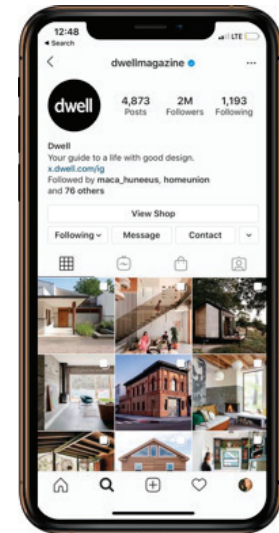 12:48
LTE
◂ Search
dwellmagazine
dwell
4,873 2M 1,193
Posts Followers Following
Dwell
Your guide to a life with good design.
x.dwell.com/ig
Followed by maca_huneeus, homeunion
and 76 others
View Shop
Following Message Contact